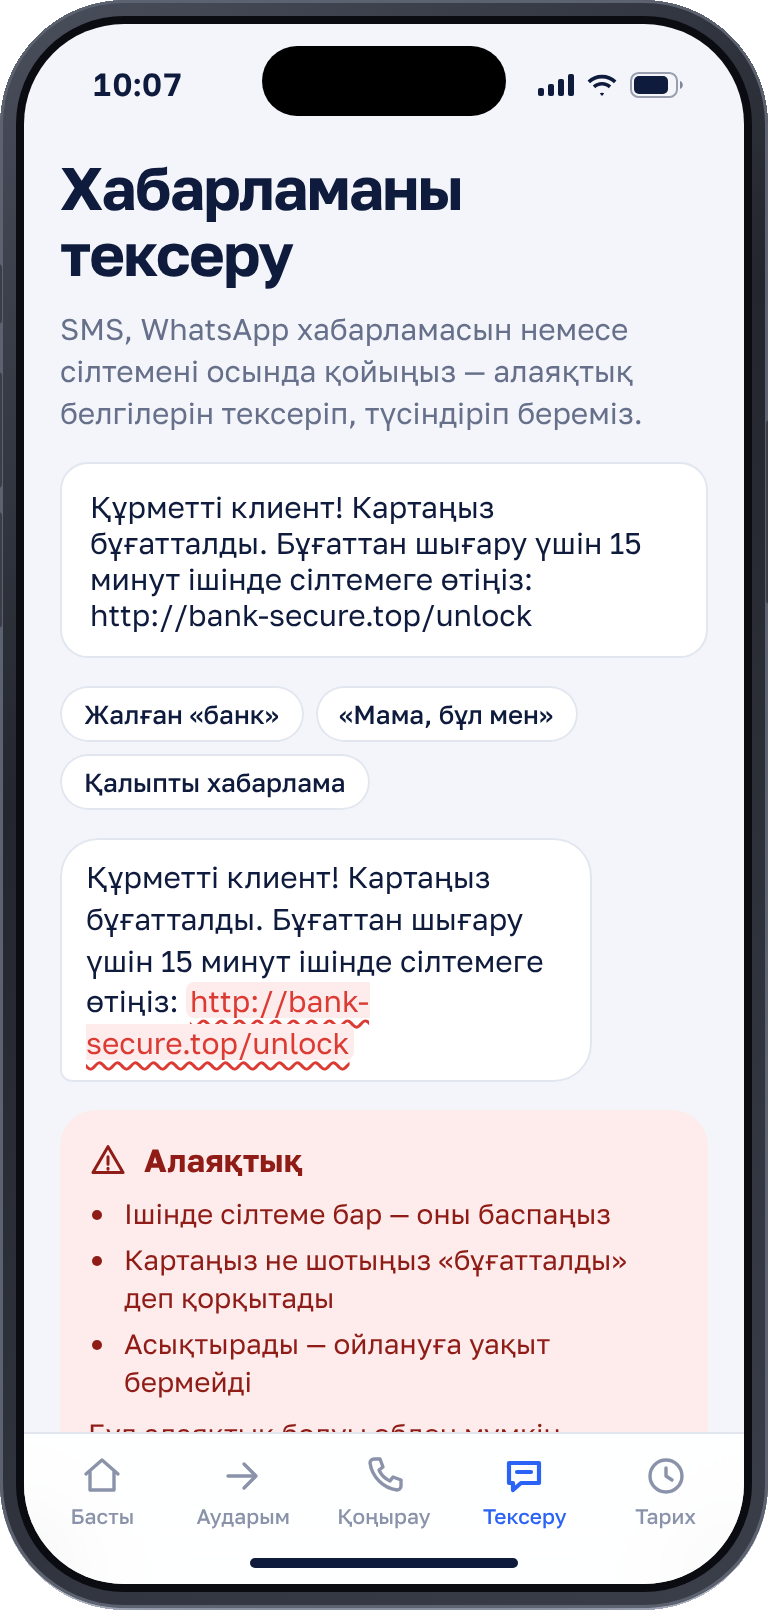 10:07
Хабарламаны
тексеру
SMS, WhatsApp хабарламасын немесе
сілтемені осында қойыңыз — алаяқтық
белгілерін тексеріп, түсіндіріп береміз.
Құрметті клиент! Картаңыз
бұғатталды. Бұғаттан шығару үшін 15
минут ішінде сілтемеге өтіңіз:
http://bank-secure.top/unlock
Жалған «банк»
«Мама, бұл мен»
Қалыпты хабарлама
Құрметті клиент! Картаңыз
бұғатталды. Бұғаттан шығару
үшін 15 минут ішінде сілтемеге
өтіңіз: http://bank-
secure.top/unlock
Алаяқтық
• Ішінде сілтеме бар — оны баспаңыз
• Картаңыз не шотыңыз «бұғатталды»
деп қорқытады
• Асықтырады — ойлануға уақыт
бермейді
Басты
Аударым
Қоңырау
Тексеру
Тарих